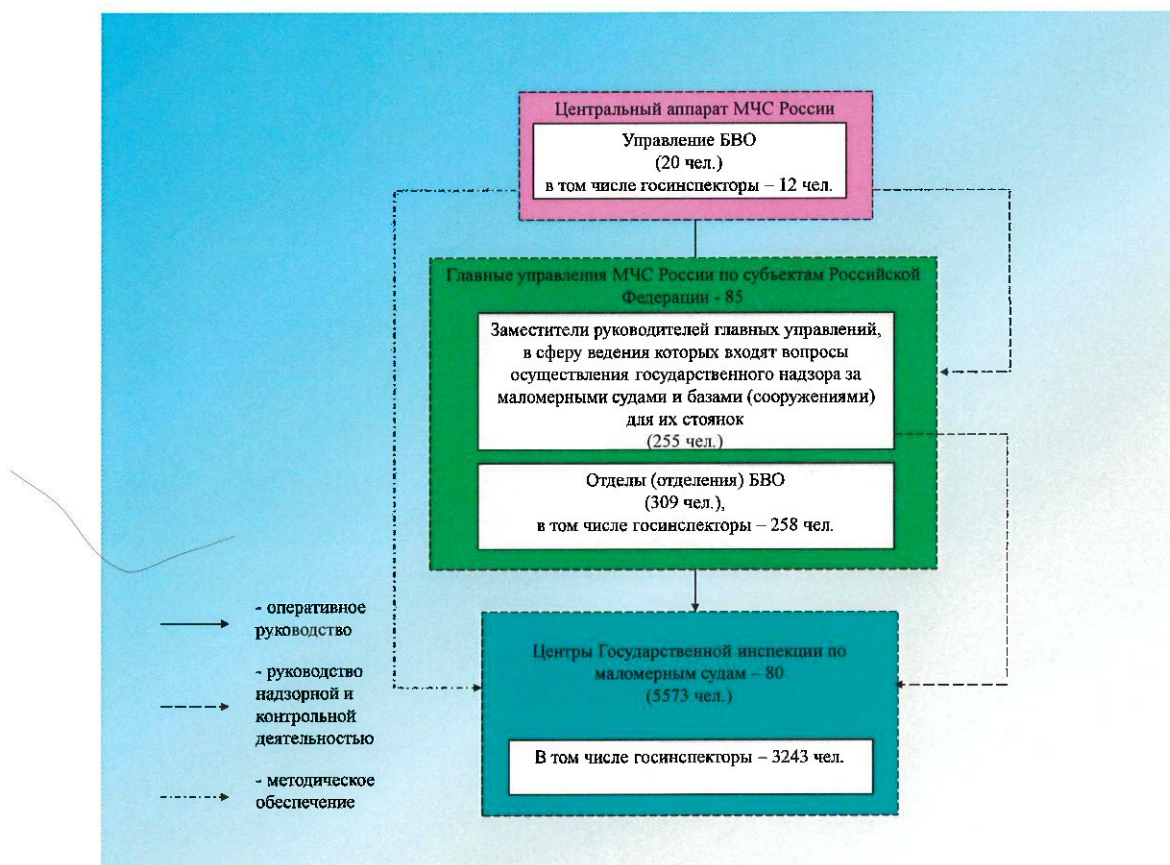 Центральный аппарат МЧС России
Управление БВО
(20 чел.)
в том числе госинспекторы – 12 чел.
Главные управления МЧС России по субъектам Российской
Федерации - 85
Заместители руководителей главных управлений,
в сферу ведения которых входят вопросы
осуществления государственного надзора за
маломерными судами и базами (сооружениями)
для их стоянок
(255 чел.)
Отделы (отделения) БВО
(309 чел.),
в том числе госинспекторы – 258 чел.
Центры Государственной инспекции по
маломерным судам – 80
(5573 чел.)
В том числе госинспекторы – 3243 чел.
- оперативное
руководство
- руководство
надзорной и
контрольной
деятельностью
- методическое
обеспечение